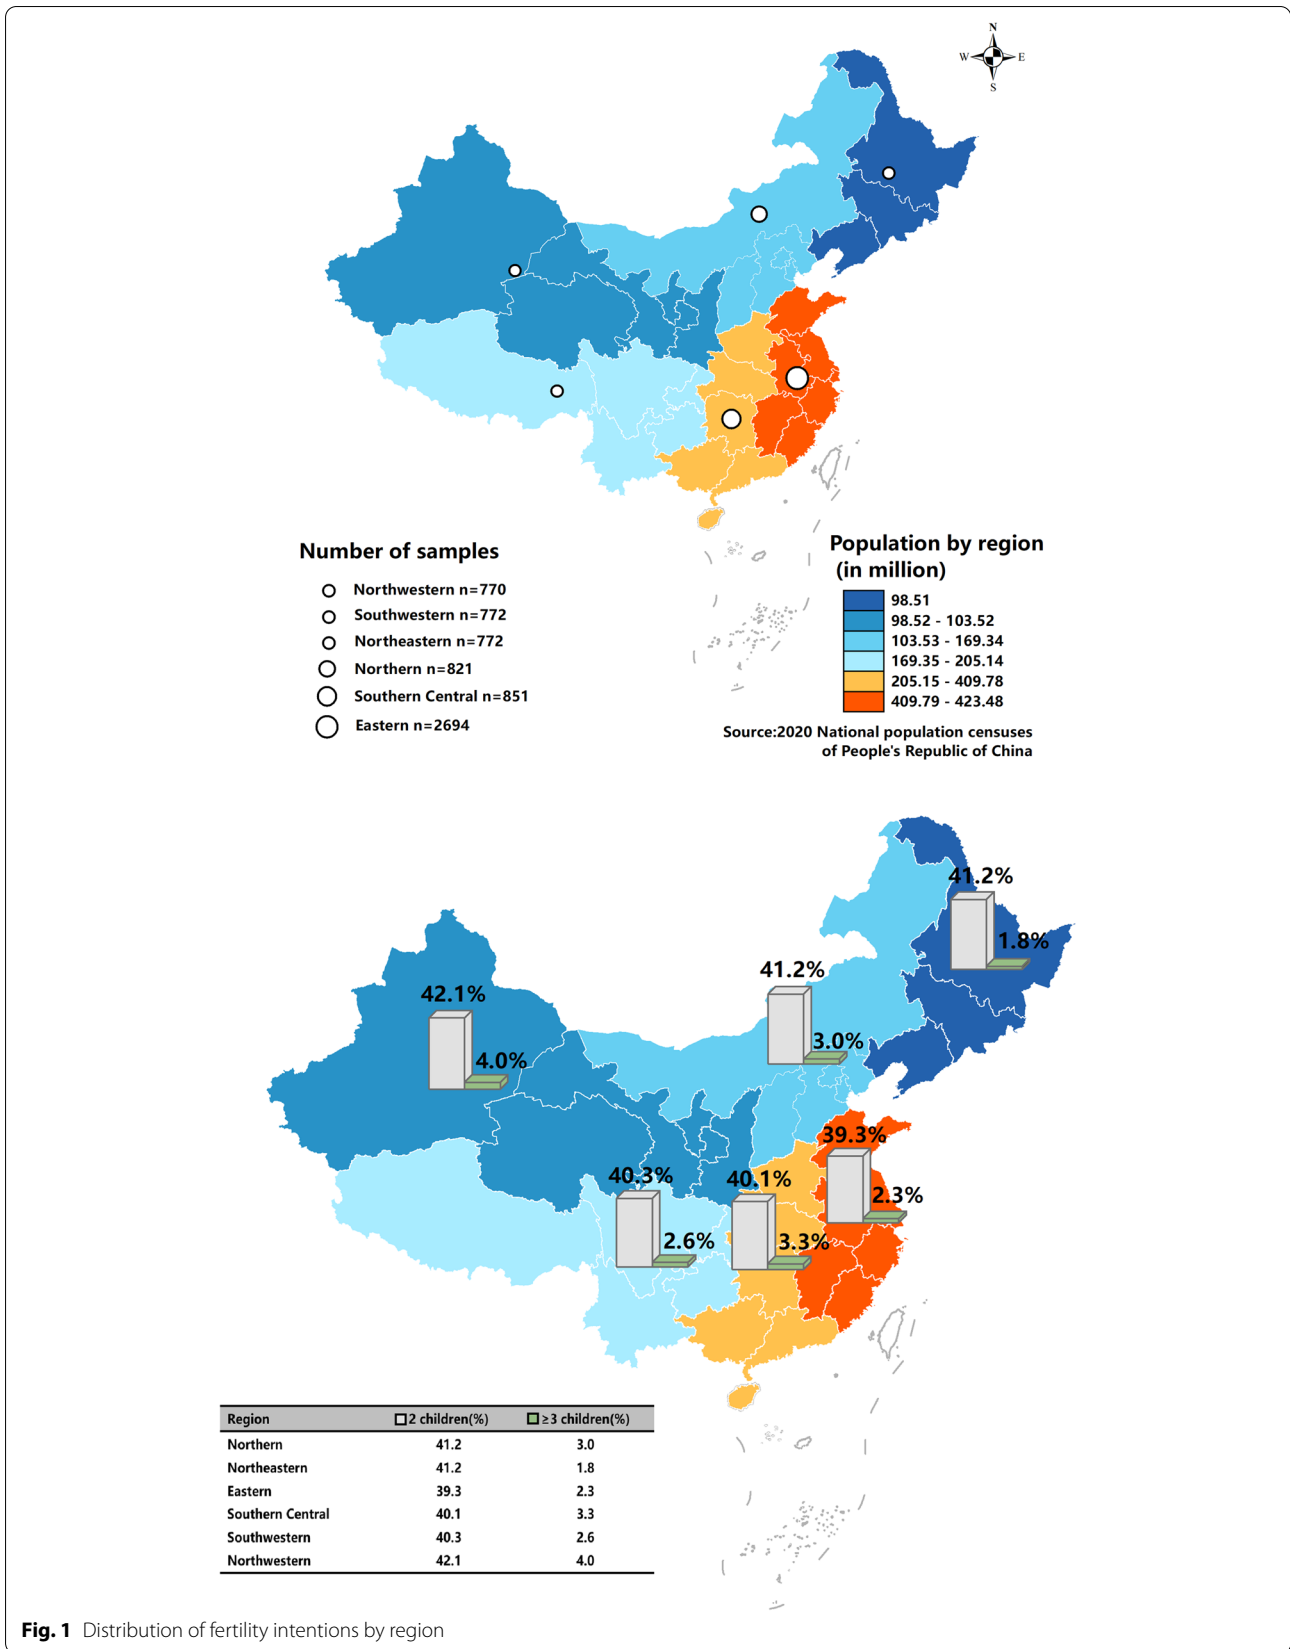 N
W E
S
Number of samples
Northwestern n=770
Southwestern n=772
Northeastern n=772
Northern n=821
Southern Central n=851
Eastern n=2694
Population by region
(in million)
98.51
98.52 - 103.52
103.53 - 169.34
169.35 - 205.14
205.15 - 409.78
409.79 - 423.48
Source:2020 National population censuses
of People's Republic of China
41.2%
1.8%
41.2%
3.0%
42.1%
4.0%
39.3%
2.3%
40.3%
2.6%
40.1%
3.3%
Region 2 children(%) ≥3 children(%)
Northern 41.2 3.0
Northeastern 41.2 1.8
Eastern 39.3 2.3
Southern Central 40.1 3.3
Southwestern 40.3 2.6
Northwestern 42.1 4.0
Fig. 1 Distribution of fertility intentions by region